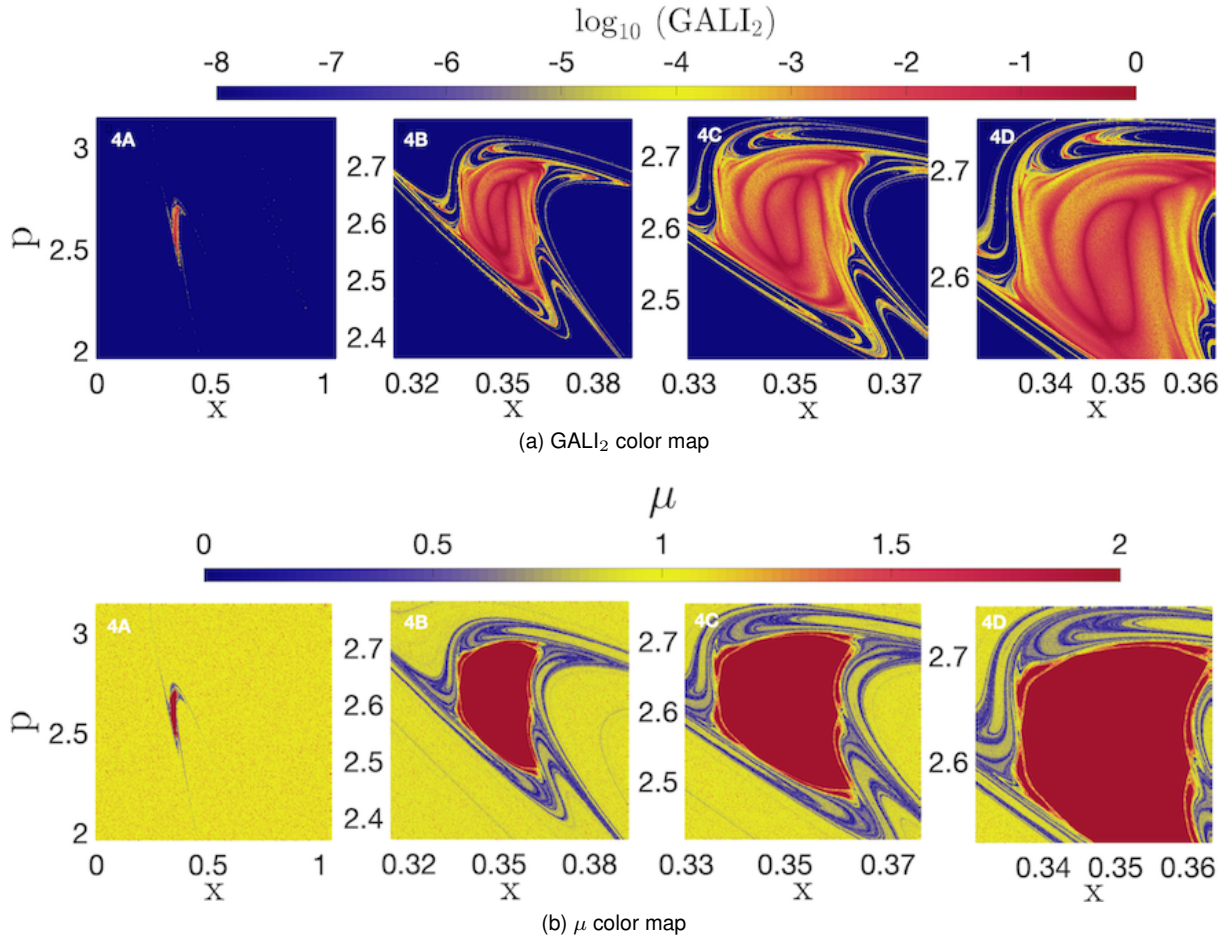 log₁₀ (GALI₂)
-8 -7 -6 -5 -4 -3 -2 -1 0
4A 4B 4C 4D
p
3 2.5 2
2.7 2.6 2.5 2.4
2.7 2.6 2.5
2.7 2.6
0 0.5 1
0.32 0.35 0.38
0.33 0.35 0.37
0.34 0.35 0.36
x x x x
(a) GALI₂ color map
μ
0 0.5 1 1.5 2
4A 4B 4C 4D
p
3 2.5 2
2.7 2.6 2.5 2.4
2.7 2.6 2.5
2.7 2.6
0 0.5 1
0.32 0.35 0.38
0.33 0.35 0.37
0.34 0.35 0.36
x x x x
(b) μ color map